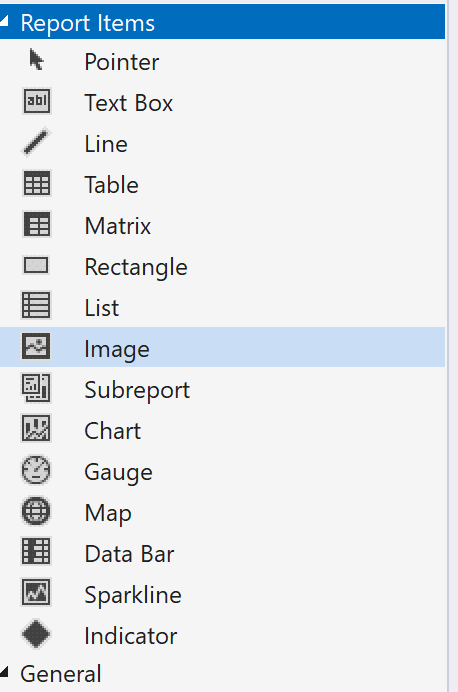 Report Items
Pointer
abl Text Box
Line
Table
Matrix
Rectangle
List
Image
Subreport
Chart
Gauge
Map
Data Bar
Sparkline
Indicator
General